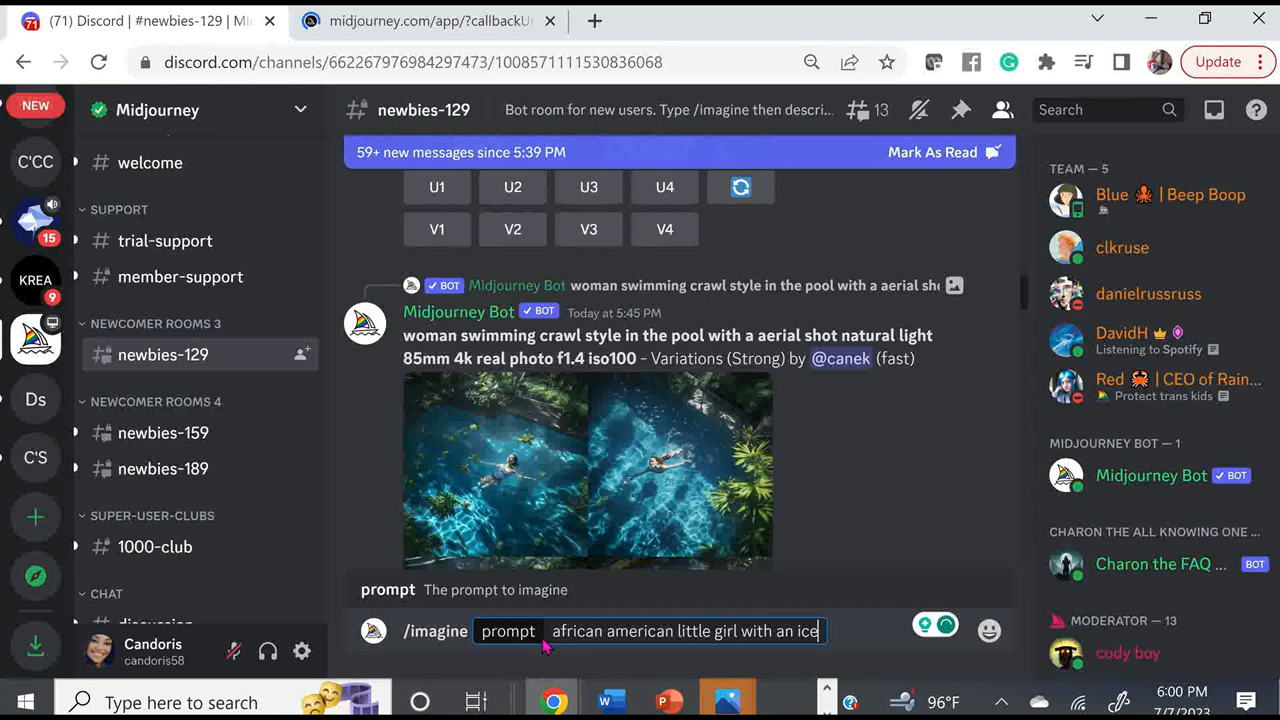 (71) Discord | #newbies-129 | Mi
midjourney.com/app/?callbackUr
discord.com/channels/662267976984297473/1008571111530836068
Update
NEW
C'CC
15
KREA
9
Ds
C'S
Midjourney
welcome
SUPPORT
trial-support
member-support
NEWCOMER ROOMS 3
newbies-129
NEWCOMER ROOMS 4
newbies-159
newbies-189
SUPER-USER-CLUBS
1000-club
CHAT
discussion
Candoris
candoris58
newbies-129
Bot room for new users. Type /imagine then descri...
13
Search
59+ new messages since 5:39 PM
Mark As Read
U1 U2 U3 U4
V1 V2 V3 V4
BOT Midjourney Bot woman swimming crawl style in the pool with a aerial sh
Midjourney Bot BOT Today at 5:45 PM
woman swimming crawl style in the pool with a aerial shot natural light
85mm 4k real photo f1.4 iso100 - Variations (Strong) by @canek (fast)
prompt The prompt to imagine
/imagine prompt african american little girl with an ice
TEAM — 5
Blue | Beep Boop
clkruse
danielrussruss
DavidH
Listening to Spotify
Red | CEO of Rain...
Protect trans kids
MIDJOURNEY BOT — 1
Midjourney Bot BOT
CHARON THE ALL KNOWING ONE ...
Charon the FAQ ... BOT
MODERATOR — 13
cody boy
Type here to search
96°F
6:00 PM
7/7/2023